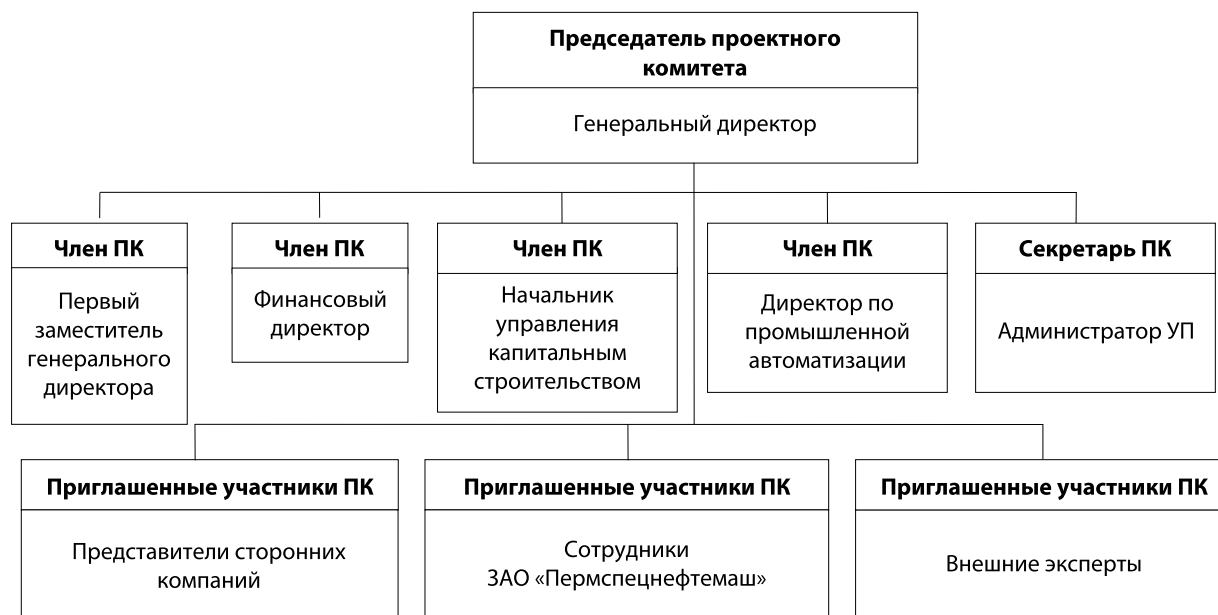 Председатель проектного
комитета
Генеральный директор
Член ПК
Первый
заместитель
генерального
директора
Член ПК
Финансовый
директор
Член ПК
Начальник
управления
капитальным
строительством
Член ПК
Директор по
промышленной
автоматизации
Секретарь ПК
Администратор УП
Приглашенные участники ПК
Представители сторонних
компаний
Приглашенные участники ПК
Сотрудники
ЗАО «Пермспецнефтемаш»
Приглашенные участники ПК
Внешние эксперты